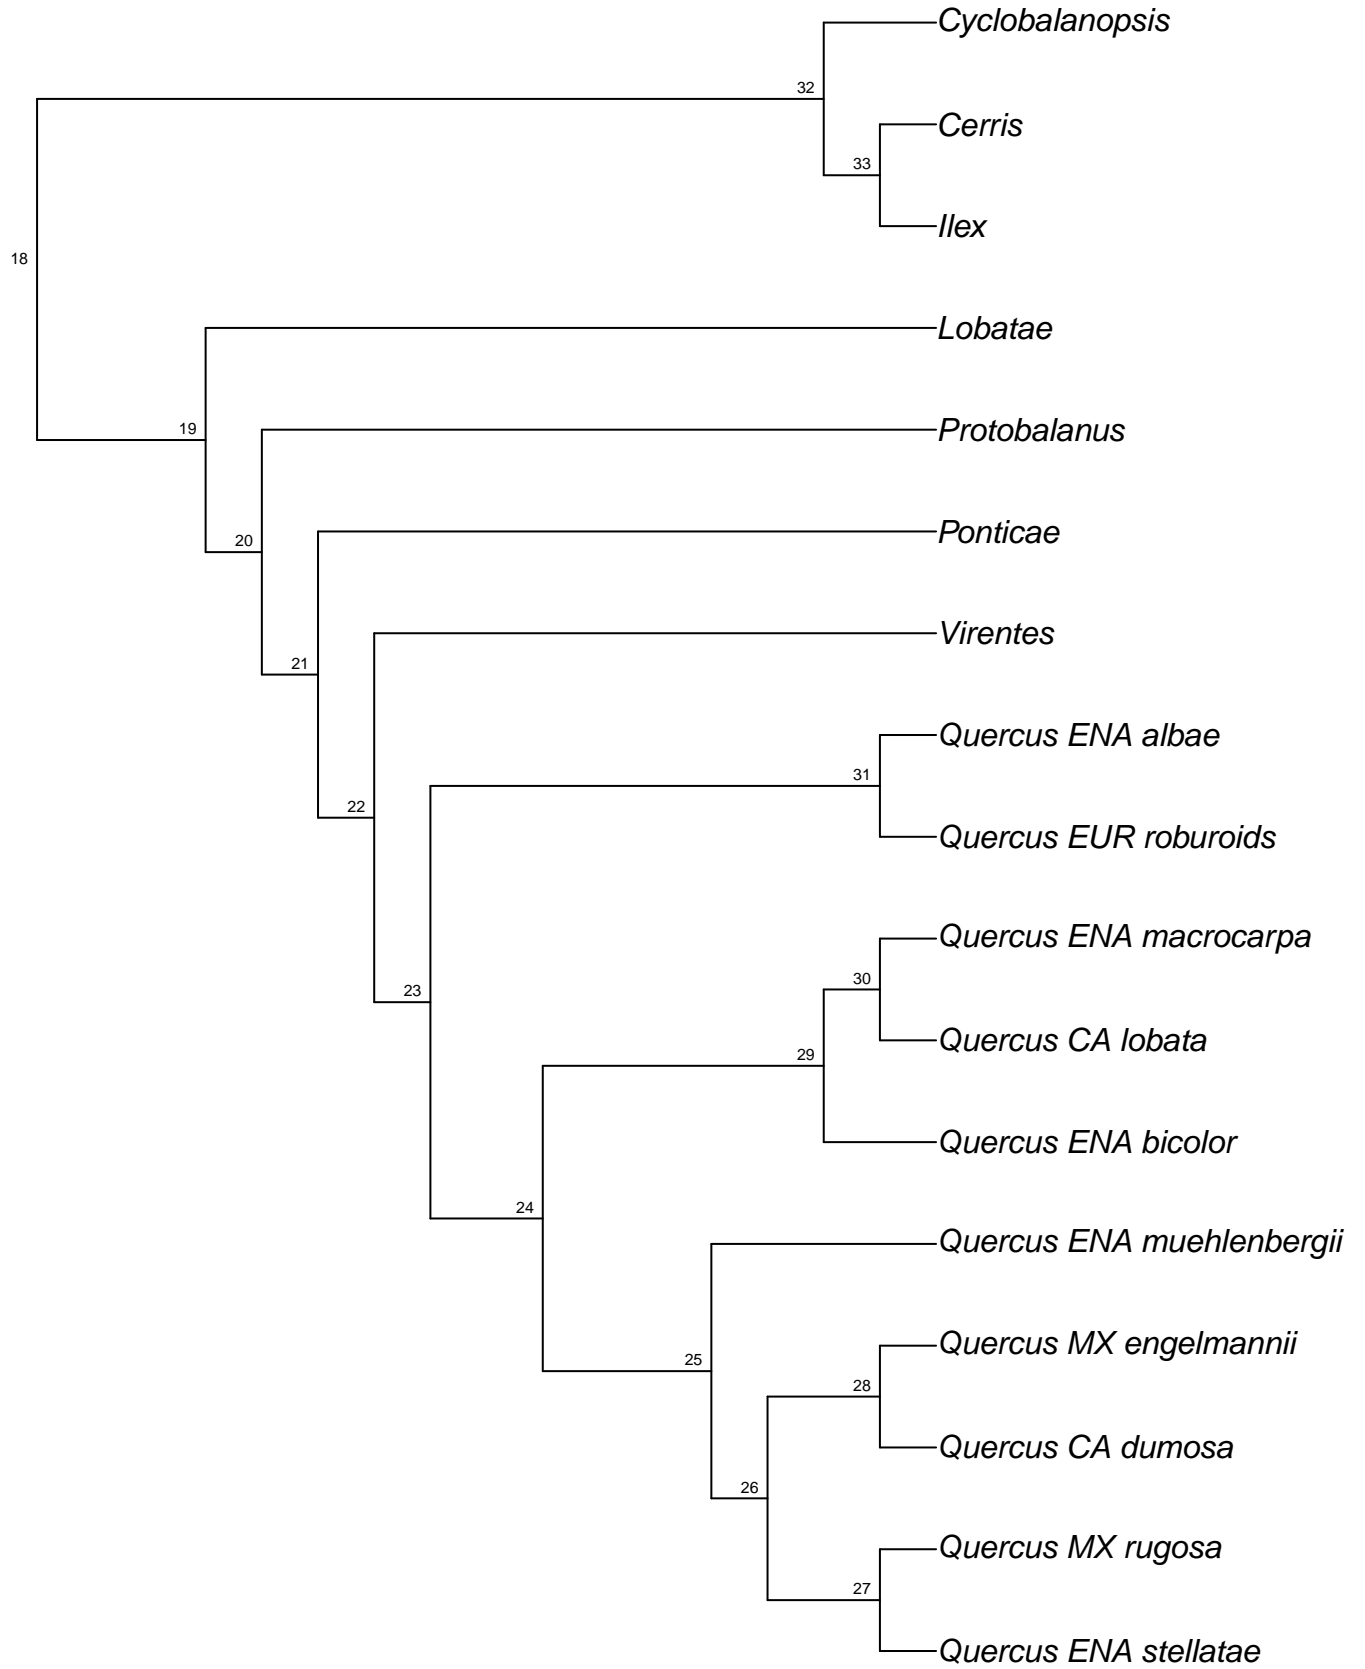 Cyclobalanopsis
32
Cerris
33
Ilex
18
Lobatae
19
Protobalanus
20
Ponticae
21
Virentes
Quercus ENA albae
31
22
Quercus EUR roburoids
Quercus ENA macrocarpa
30
23
Quercus CA lobata
29
Quercus ENA bicolor
24
Quercus ENA muehlenbergii
Quercus MX engelmannii
25
28
Quercus CA dumosa
26
Quercus MX rugosa
27
Quercus ENA stellatae